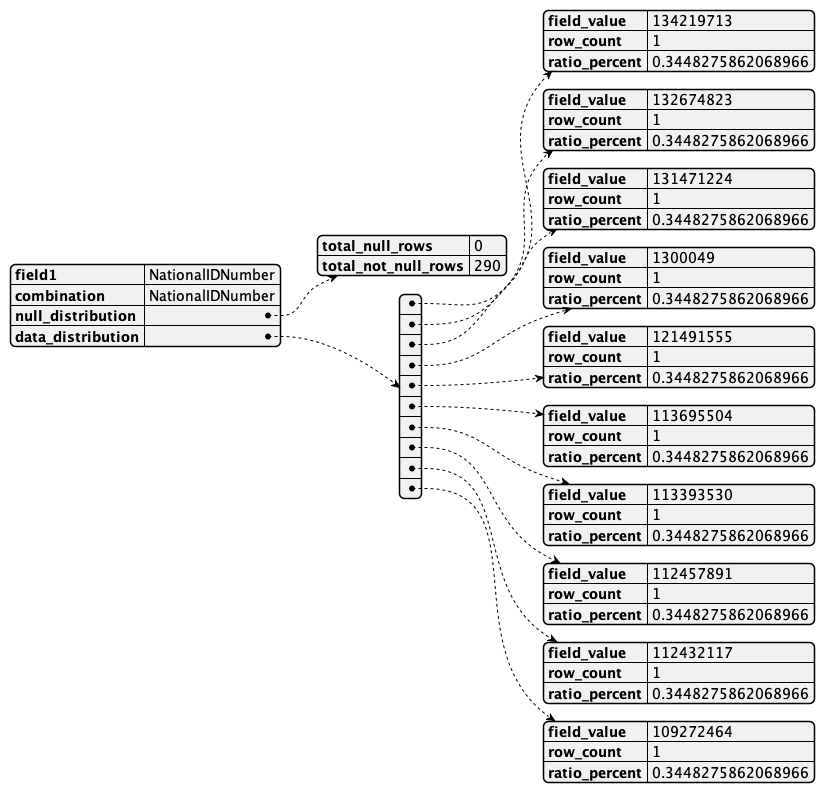 field1 NationalIDNumber
combination NationalIDNumber
null_distribution
data_distribution
total_null_rows 0
total_not_null_rows 290
field_value 134219713
row_count 1
ratio_percent 0.3448275862068966
field_value 132674823
row_count 1
ratio_percent 0.3448275862068966
field_value 131471224
row_count 1
ratio_percent 0.3448275862068966
field_value 1300049
row_count 1
ratio_percent 0.3448275862068966
field_value 121491555
row_count 1
ratio_percent 0.3448275862068966
field_value 113695504
row_count 1
ratio_percent 0.3448275862068966
field_value 113393530
row_count 1
ratio_percent 0.3448275862068966
field_value 112457891
row_count 1
ratio_percent 0.3448275862068966
field_value 112432117
row_count 1
ratio_percent 0.3448275862068966
field_value 109272464
row_count 1
ratio_percent 0.3448275862068966